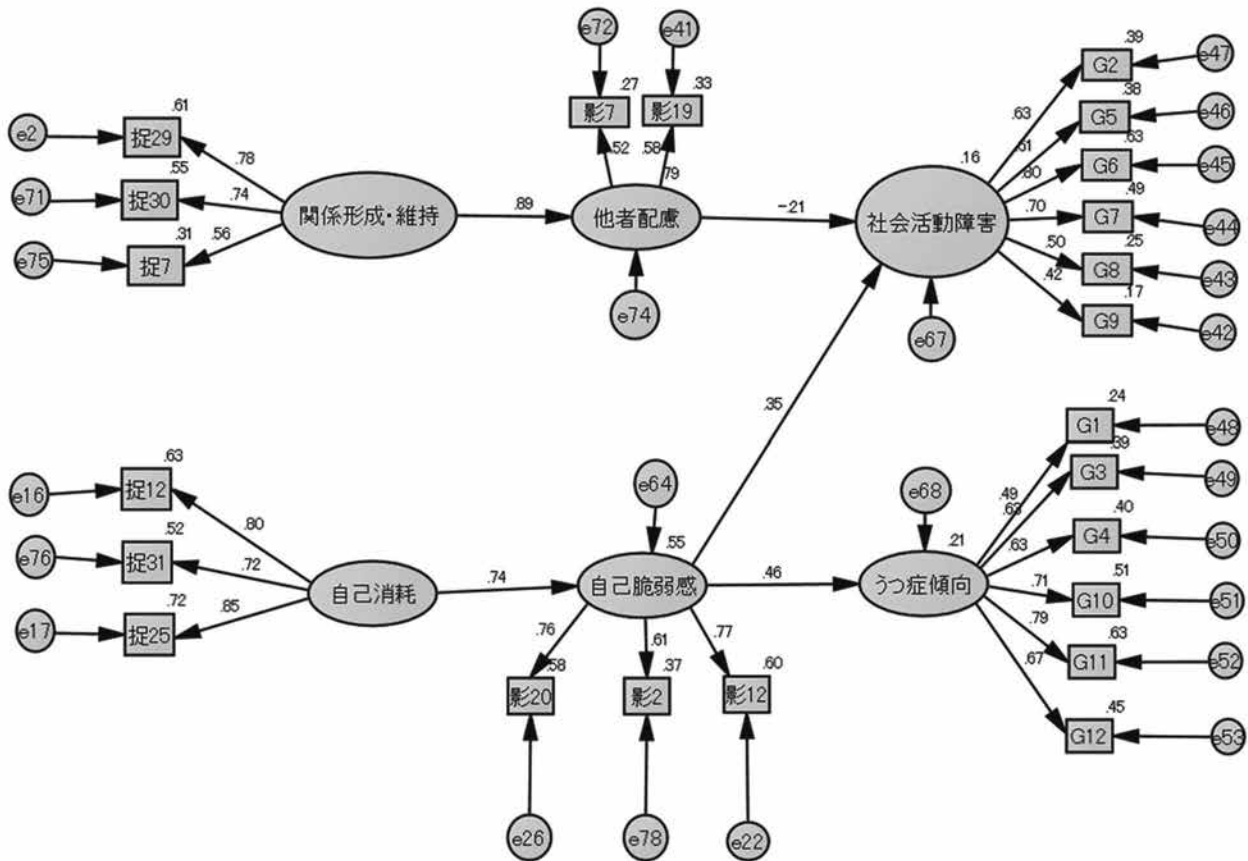 e72
e41
.39
e47
.27
.33
G2
影7
影19
.38
.61
e46
e2
捉29
.63
G5
.52
.58
.63
.78
.16
.61
.79
.80
G6
e45
.55
.49
e71
捉30
.74
関係形成・維持
.89
他者配慮
-.21
社会活動障害
.70
G7
e44
.31
.56
.50
.25
e75
捉7
G8
e43
.42
.17
e74
e67
G9
e42
.24
.35
G1
e48
.39
.63
e64
e68
.49
G3
e49
e16
捉12
.63
.40
.80
.63
G4
e50
.52
.55
.21
e76
捉31
.72
自己消耗
.74
自己脆弱感
.46
うつ症傾向
.71
.51
G10
e51
.72
.85
.79
.63
e17
捉25
.76
.61
.77
.67
G11
e52
.58
.37
.60
影20
影2
影12
.45
G12
e53
e26
e78
e22